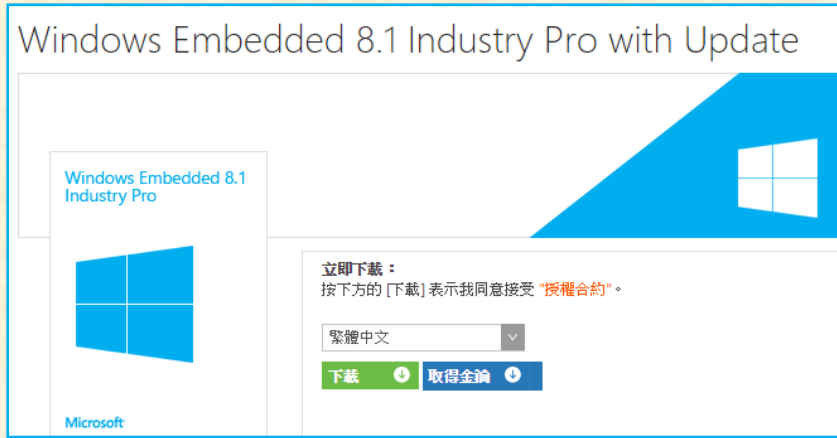 Windows Embedded 8.1 Industry Pro with Update
Windows Embedded 8.1
Industry Pro
Microsoft
立即下載：
按下方的 [下載] 表示我同意接受 "授權合約"。
繁體中文
下載
取得金鑰